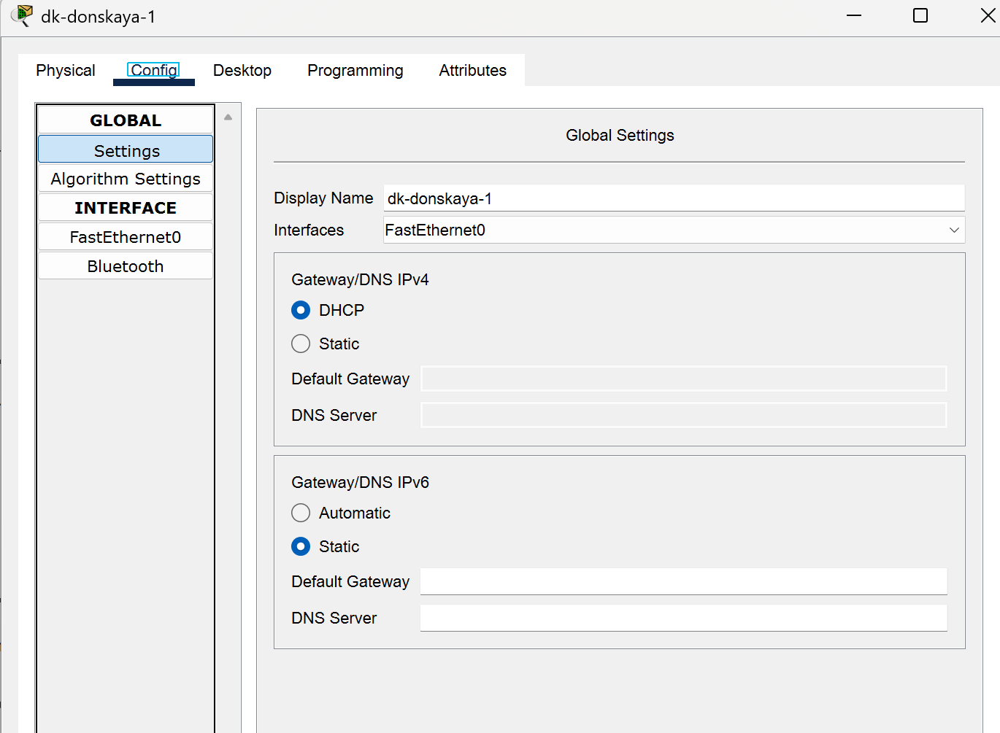 dk-donskaya-1
Physical Config Desktop Programming Attributes
GLOBAL
Settings
Algorithm Settings
INTERFACE
FastEthernet0
Bluetooth
Global Settings
Display Name dk-donskaya-1
Interfaces FastEthernet0
Gateway/DNS IPv4
DHCP
Static
Default Gateway
DNS Server
Gateway/DNS IPv6
Automatic
Static
Default Gateway
DNS Server